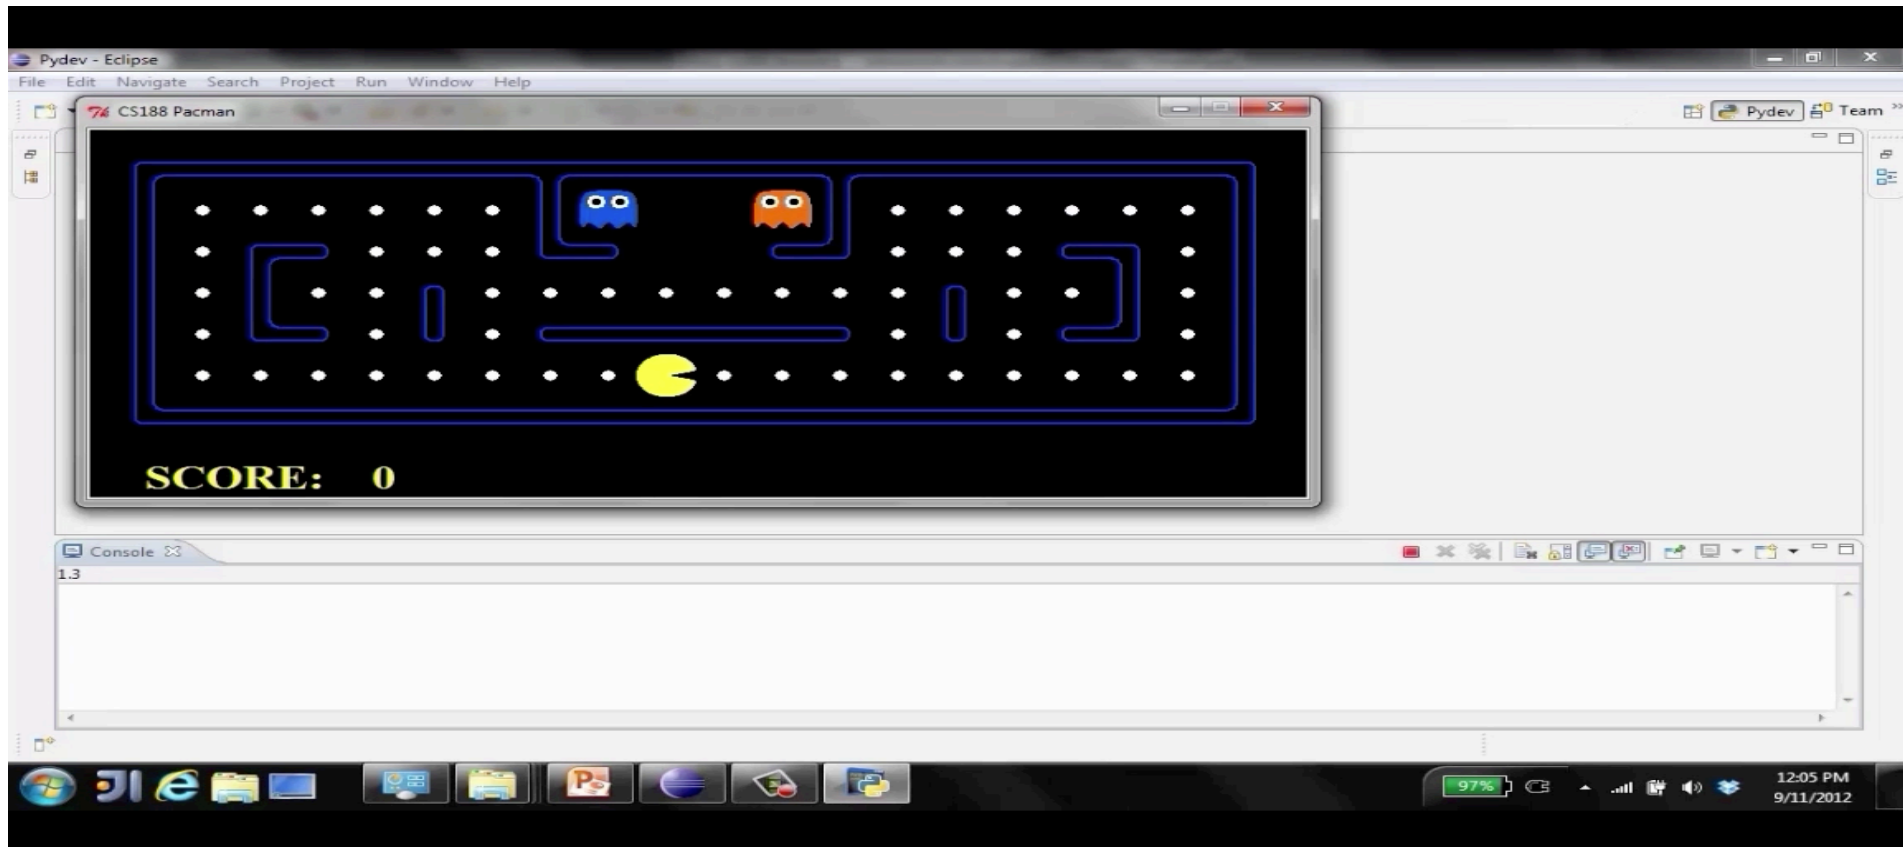 Pydev - Eclipse
File Edit Navigate Search Project Run Window Help
CS188 Pacman
Pydev Team
SCORE: 0
Console
1.3
97%
12:05 PM
9/11/2012